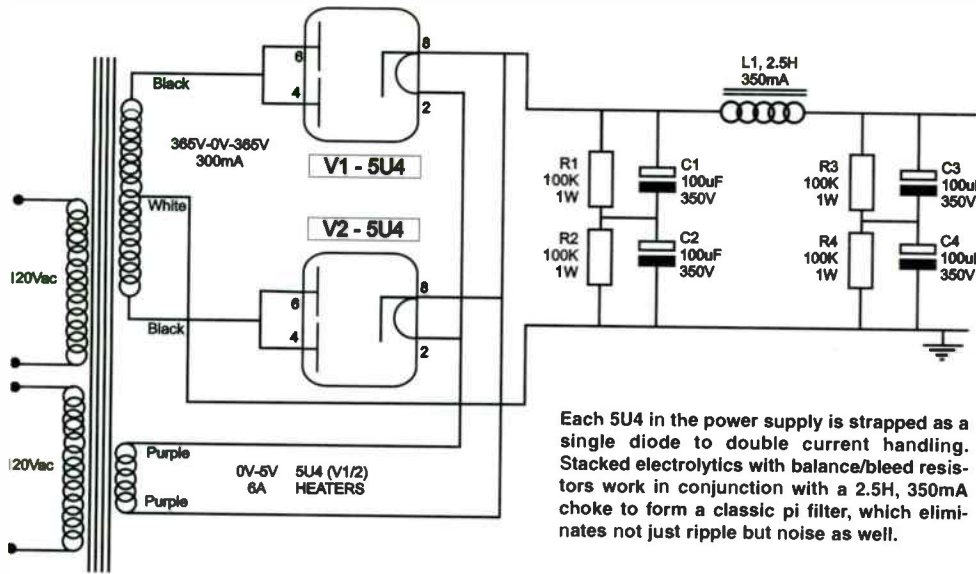 8
6
4
2
Black
365V-0V-365V
300mA
V1 - 5U4
White
V2 - 5U4
120Vac
8
6
4
2
Black
120Vac
Purple
0V-5V 5U4 (V1/2)
6A HEATERS
Purple
L1, 2.5H
350mA
R1
100K
1W
C1
100uF
350V
R2
100K
1W
C2
100uF
350V
R3
100K
1W
C3
100uF
350V
R4
100K
1W
C4
100uF
350V
Each 5U4 in the power supply is strapped as a
single diode to double current handling.
Stacked electrolytics with balance/bleed resis-
tors work in conjunction with a 2.5H, 350mA
choke to form a classic pi filter, which elimi-
nates not just ripple but noise as well.